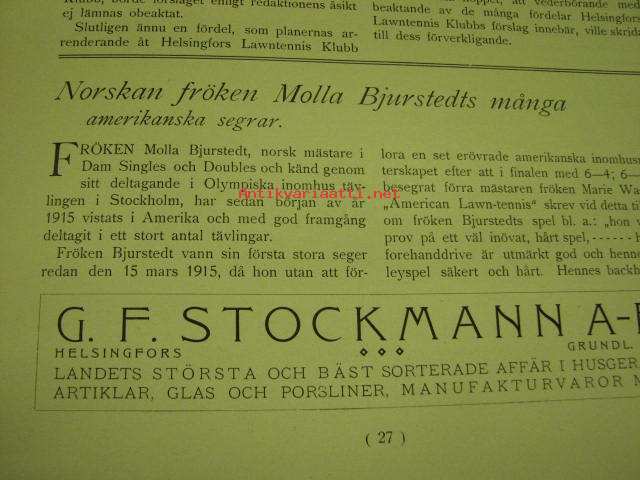 Klubb, borde förslaget enligt redaktionens åsikt
ej lämnas obeaktat.
Slutligen ännu en fördel, som planernas ar-
renderande åt Helsingfors Lawntennis Klubb
hoppet, att vederbörande med
beaktande av de många fördelar Helsingfors
Lawntennis Klubbs förslag innebär, ville skrida
till dess förverkligande.
Norskan fröken Molla Bjurstedts många
amerikanska segrar.
FRÖKEN Molla Bjurstedt, norsk mästare i
Dam Singles och Doubles och känd genom
sitt deltagande i Olympiska inomhus täv-
lingen i Stockholm, har sedan början av år
1915 vistats i Amerika och med god framgång
deltagit i ett stort antal tävlingar.
Fröken Bjurstedt vann sin första stora seger
redan den 15 mars 1915, då hon utan att för-
lora en set erövrade amerikanska inomhus
terskapet efter att i finalen med 6—4; 6—
besegrat förra mästaren fröken Marie Wa
„American Lawn-tennis“ skrev vid detta ti
om fröken Bjurstedts spel bl. a.: „hon v
prov på ett väl inövat, hårt spel, - - - - - -
forehanddrive är utmärkt god och henne
leyspel säkert och hårt. Hennes backh
Antikvariaatti.net
G. F. STOCKMANN A-
HELSINGFORS
GRUNDL.
LANDETS STÖRSTA OCH BÄST SORTERADE AFFÄR I HUSGER
ARTIKLAR, GLAS OCH PORSLINER, MANUFAKTURVAROR M
( 27 )